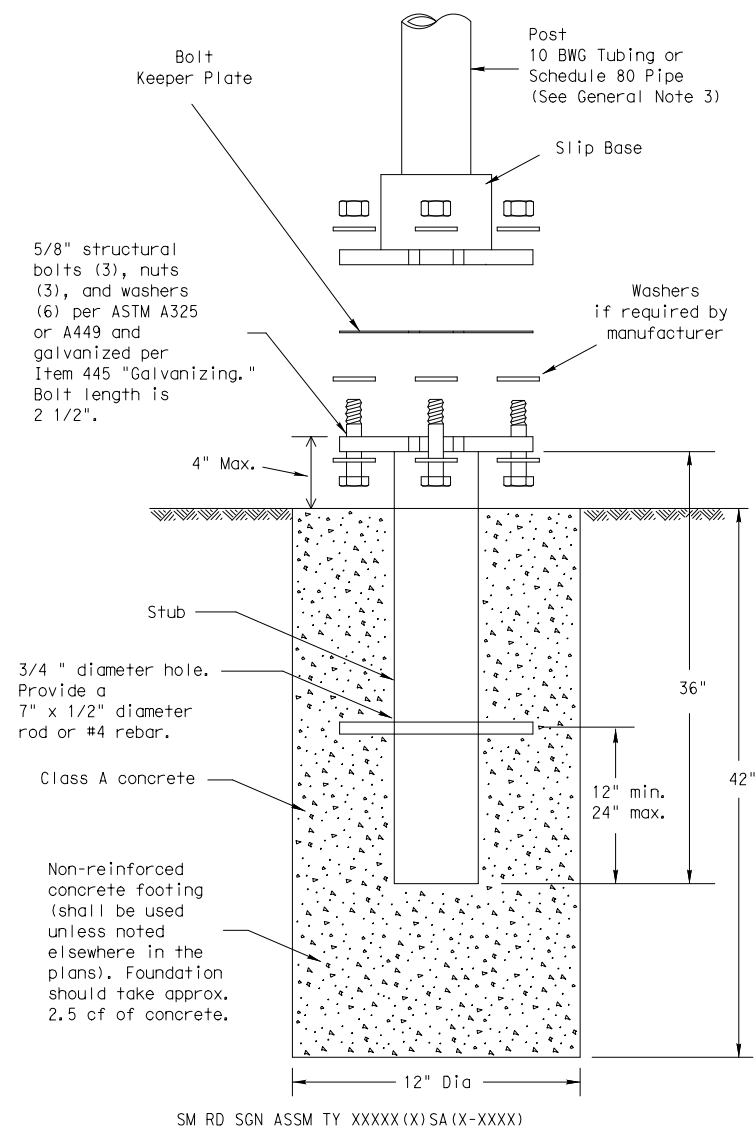 Post
10 BWG Tubing or
Schedule 80 Pipe
(See General Note 3)
Bolt
Keeper Plate
Slip Base
5/8" structural
bolts (3), nuts
(3), and washers
(6) per ASTM A325
or A449 and
galvanized per
Item 445 "Galvanizing."
Bolt length is
2 1/2".
Washers
if required by
manufacturer
4" Max.
Stub
3/4 " diameter hole.
Provide a
7" x 1/2" diameter
rod or #4 rebar.
36"
Class A concrete
12" min.
24" max.
42"
Non-reinforced
concrete footing
(shall be used
unless noted
elsewhere in the
plans). Foundation
should take approx.
2.5 cf of concrete.
12" Dia
SM RD SGN ASSM TY XXXXX(X)SA(X-XXXX)